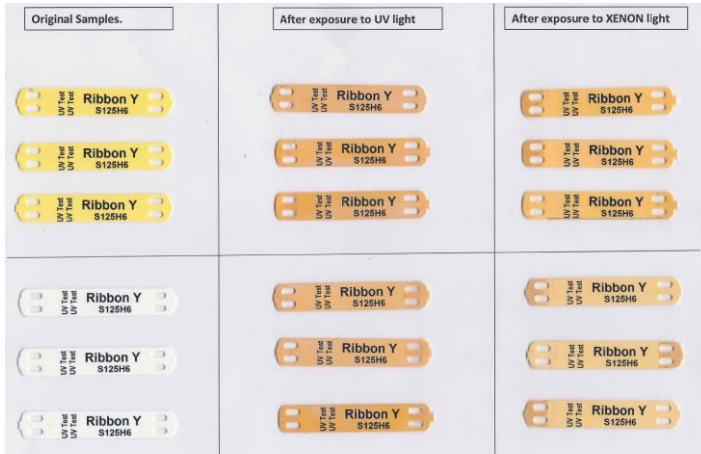 Original Samples.
After exposure to UV light
After exposure to XENON light
UV Test
UV Test
Ribbon Y
S125H6
UV Test
UV Test
Ribbon Y
S125H6
UV Test
UV Test
Ribbon Y
S125H6
UV Test
UV Test
Ribbon Y
S125H6
UV Test
UV Test
Ribbon Y
S125H6
UV Test
UV Test
Ribbon Y
S125H6
UV Test
UV Test
Ribbon Y
S125H6
UV Test
UV Test
Ribbon Y
S125H6
UV Test
UV Test
Ribbon Y
S125H6
UV Test
UV Test
Ribbon Y
S125H6
UV Test
UV Test
Ribbon Y
S125H6
UV Test
UV Test
Ribbon Y
S125H6
UV Test
UV Test
Ribbon Y
S125H6
UV Test
UV Test
Ribbon Y
S125H6
UV Test
UV Test
Ribbon Y
S125H6
UV Test
UV Test
Ribbon Y
S125H6
UV Test
UV Test
Ribbon Y
S125H6
UV Test
UV Test
Ribbon Y
S125H6